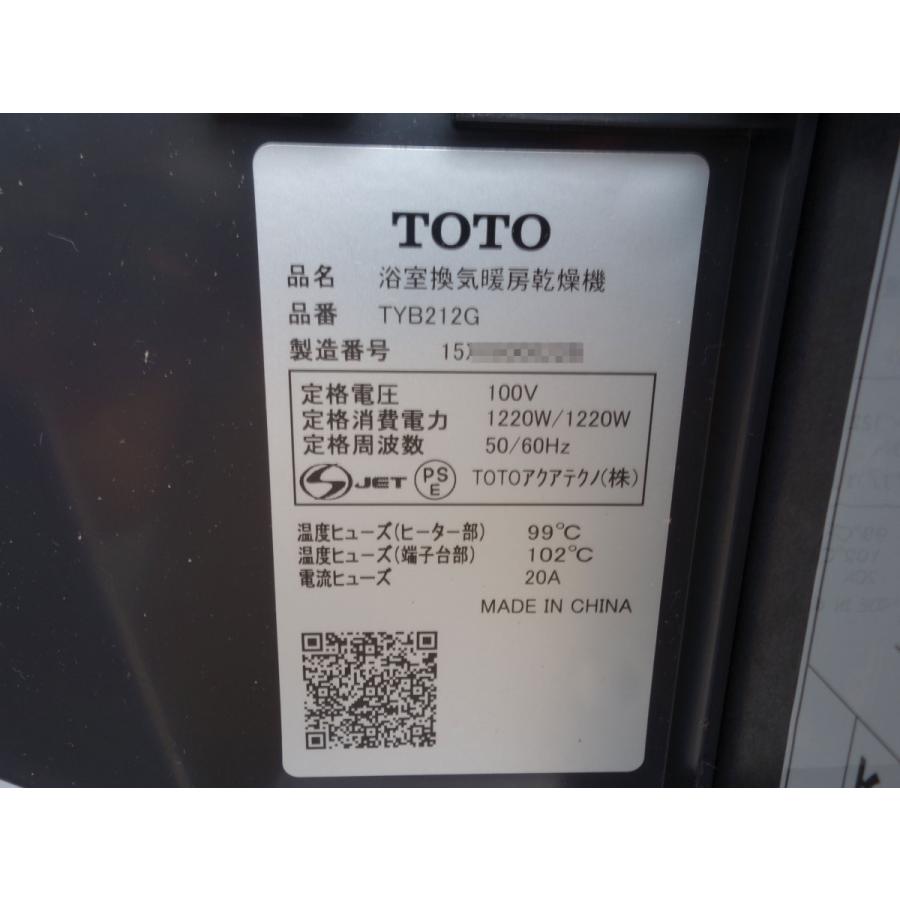 TOTO
品名 浴室換気暖房乾燥機
品番 TYB212G
製造番号 15
定格電圧 100V
定格消費電力 1220W/1220W
定格周波数 50/60Hz
S JET PS E TOTOアクアテクノ(株)
温度ヒューズ(ヒーター部) 99℃
温度ヒューズ(端子台部) 102℃
電流ヒューズ 20A
MADE IN CHINA